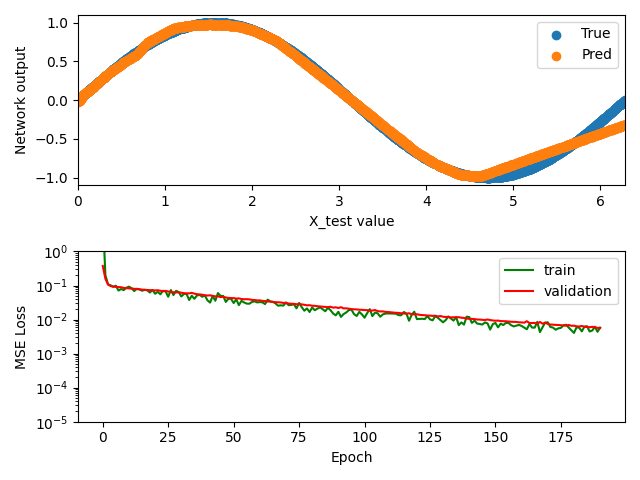 1.0
0.5
0.0
−0.5
−1.0
Network output
True
Pred
0 1 2 3 4 5 6
X_test value
10⁰
10⁻¹
10⁻²
10⁻³
10⁻⁴
10⁻⁵
MSE Loss
train
validation
0 25 50 75 100 125 150 175
Epoch